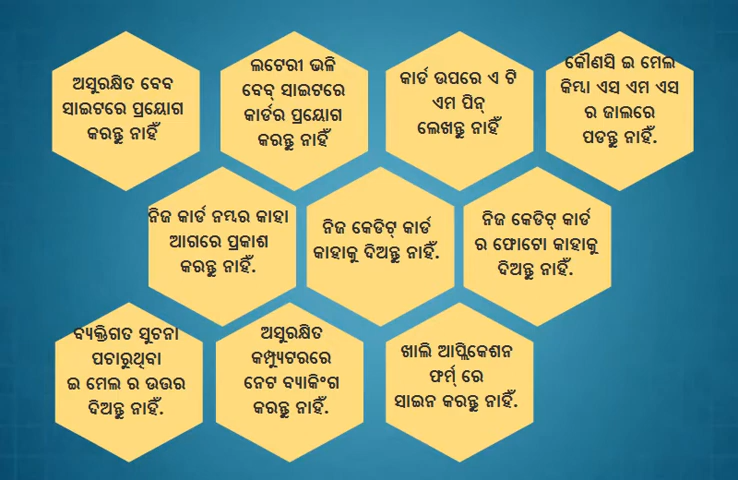 ଅସୁରକ୍ଷିତ ବେବ
ସାଇଟରେ ପ୍ରୟୋଗ
କରନ୍ତୁ ନାହିଁ
ଲଟେରୀ ଭଳି
ବେବ୍ ସାଇଟରେ
କାର୍ଡର ପ୍ରୟୋଗ
କରନ୍ତୁ ନାହିଁ
କାର୍ଡ ଉପରେ ଏ ଟି
ଏମ ପିନ୍
ଲେଖନ୍ତୁ ନାହିଁ
କୌଣସି ଇ ମେଲ
କିମ୍ବା ଏସ ଏମ ଏସ
ର ଜାଲରେ
ପଡନ୍ତୁ ନାହିଁ.
ନିଜ କାର୍ଡ ନମ୍ଭର କାହା
ଆଗରେ ପ୍ରକାଶ
କରନ୍ତୁ ନାହିଁ.
ନିଜ କେଡିଟ୍ କାର୍ଡ
କାହାକୁ ଦିଅନ୍ତୁ ନାହିଁ.
ନିଜ କେଡିଟ୍ କାର୍ଡ
ର ଫୋଟୋ କାହାକୁ
ଦିଅନ୍ତୁ ନାହିଁ.
ବ୍ୟକ୍ତିଗତ ସୁଚନା
ପଚାରୁଥିବା
ଇ ମେଲ ର ଉତ୍ତର
ଦିଅନ୍ତୁ ନାହିଁ.
ଅସୁରକ୍ଷିତ
କମ୍ପ୍ୟୁଟରରେ
ନେଟ ବ୍ୟାକିଂଗ
କରନ୍ତୁ ନାହିଁ.
ଖାଲି ଆପ୍ଲିକେଶନ
ଫର୍ମ୍ ରେ
ସାଇନ କରନ୍ତୁ ନାହିଁ.